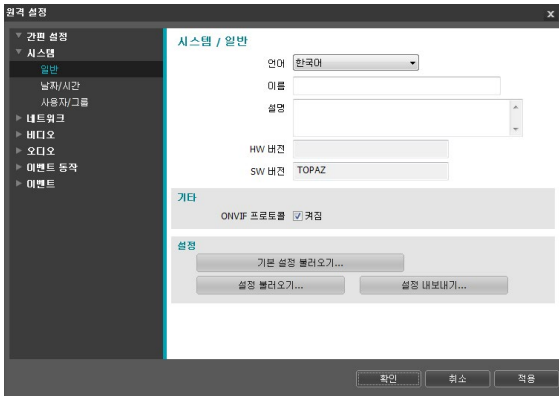 원격 설정
x
간편 설정
시스템
일반
날짜/시간
사용자/그룹
네트워크
비디오
오디오
이벤트 동작
이벤트
시스템 / 일반
언어 한국어
이름
설명
HW 버전
SW 버전 TOPAZ
기타
ONVIF 프로토콜 켜짐
설정
기본 설정 불러오기...
설정 불러오기... 설정 내보내기...
확인 취소 적용